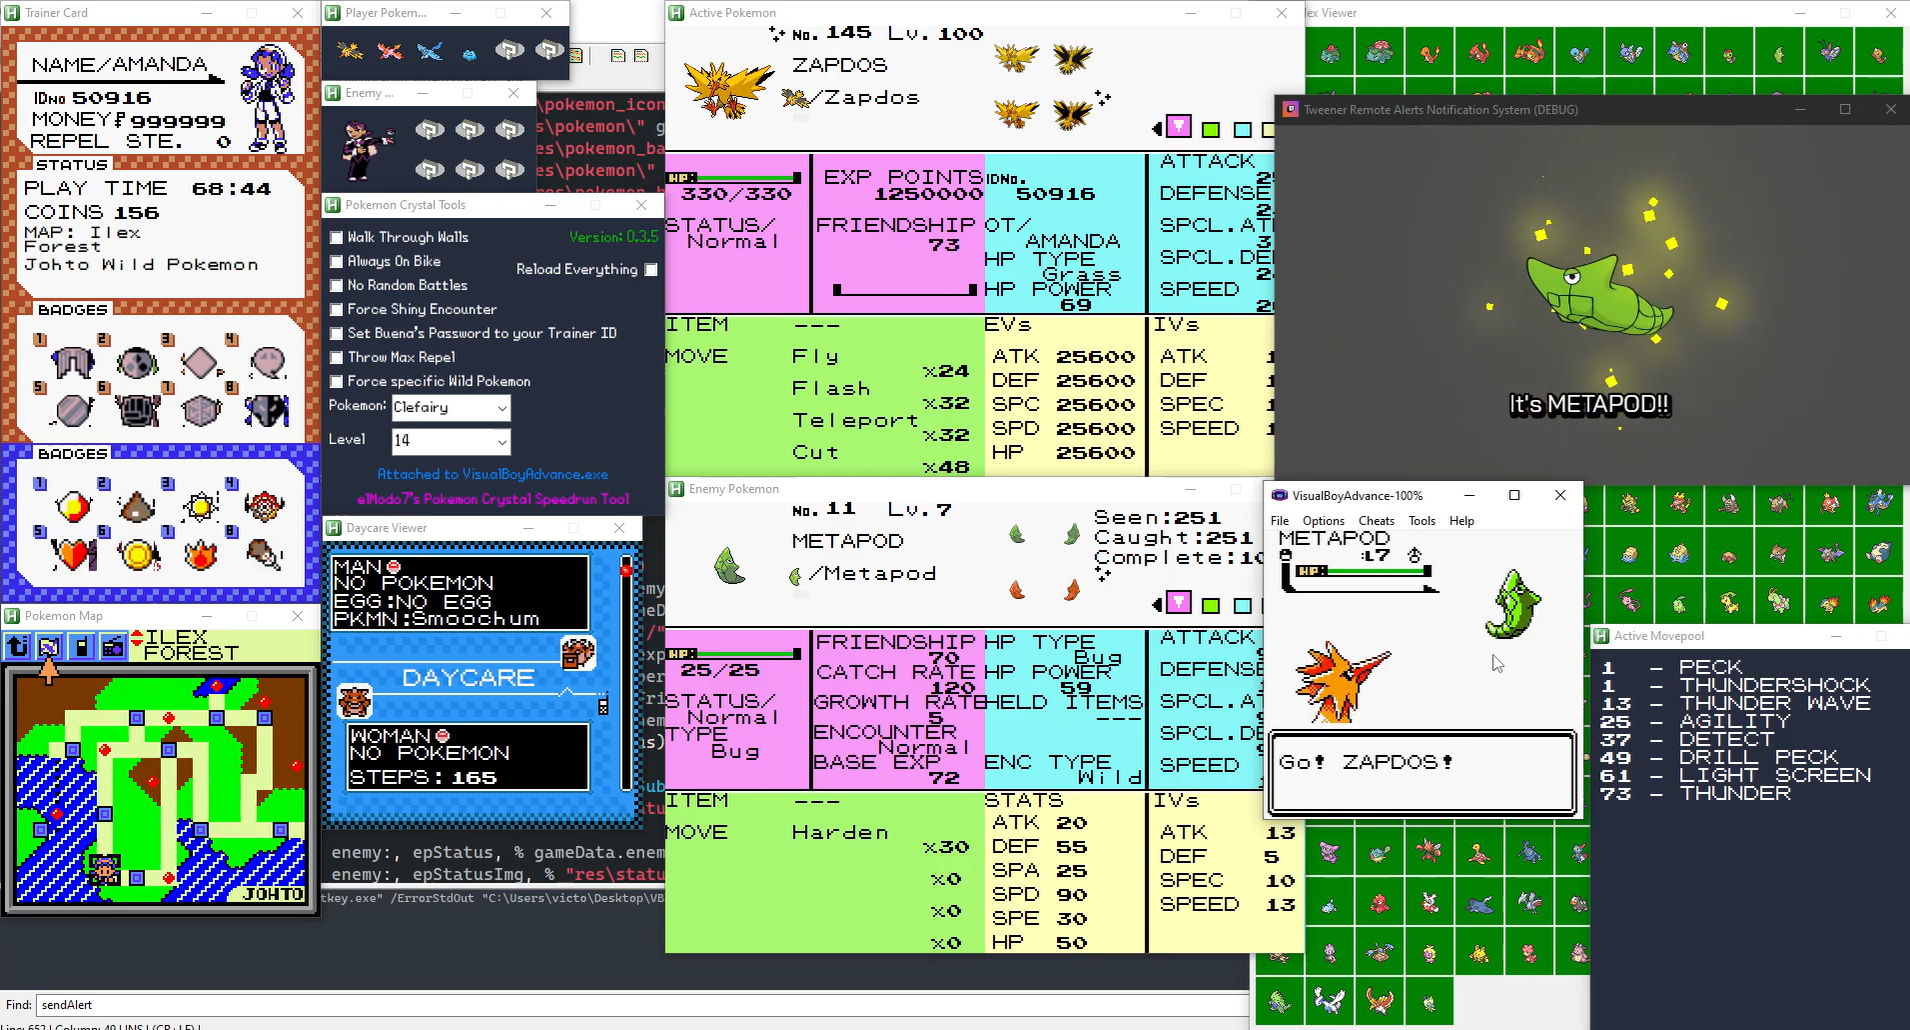 Trainer Card
NAME/AMANDA
IDNo 50916
MONEY₽999999
REPEL STE. 0
STATUS
PLAY TIME 68:44
COINS 156
MAP: Ilex
Forest
Johto Wild Pokemon
BADGES
1 2 3 4
5 6 7 8
BADGES
1 2 3 4
5 6 7 8
Pokemon Map
ILEX
FOREST
JOHTO
Player Pokem...
Enemy ...
Pokemon Crystal Tools
Walk Through Walls
Version: 0.3.5
Always On Bike
Reload Everything
No Random Battles
Force Shiny Encounter
Set Buena's Password to your Trainer ID
Throw Max Repel
Force specific Wild Pokemon
Pokemon: Clefairy
Level 14
Attached to VisualBoyAdvance.exe
elModo7's Pokemon Crystal Speedrun Tool
Daycare Viewer
MAN
NO POKEMON
EGG:NO EGG
PKMN:Smoochum
DAYCARE
WOMAN
NO POKEMON
STEPS: 165
\pokemon_icon
s\pokemon\" g
s\pokemon_ba
es\pokemon\"
enemy:, epStatus, % gameData.enem
enemy:, epStatusImg, % "res\statu
tkey.exe" /ErrorStdOut "C:\Users\victo\Desktop\VB
Find: sendAlert
Active Pokemon
No. 145 Lv. 100
ZAPDOS
/Zapdos
HP:
330/330
STATUS/
Normal
EXP POINTS
1250000
FRIENDSHIP
73
IDNo.
50916
OT/
AMANDA
HP TYPE
Grass
HP POWER
69
ATTACK
DEFENSE
SPCL.AT
SPCL.DE
SPEED
ITEM ---
MOVE Fly
x24
Flash
x32
Teleport
x32
Cut
x48
EVs
ATK 25600
DEF 25600
SPC 25600
SPD 25600
HP 25600
IVs
ATK 1
DEF 1
SPEC 1
SPEED 1
Enemy Pokemon
No. 11 Lv. 7
METAPOD
/Metapod
Seen:251
Caught:251
Complete:10
HP:
25/25
STATUS/
Normal
TYPE
Bug
FRIENDSHIP
70
CATCH RATE
120
GROWTH RATE
5
ENCOUNTER
Normal
BASE EXP
72
HP TYPE
Bug
HP POWER
59
HELD ITEMS
---
ENC TYPE
Wild
ATTACK
DEFENSE
SPCL.AT
SPCL.DE
SPEED
ITEM ---
MOVE Harden
x30
x0
x0
x0
STATS
ATK 20
DEF 55
SPA 25
SPD 90
SPE 30
HP 50
IVs
ATK 13
DEF 5
SPEC 10
SPEED 13
ex Viewer
Tweener Remote Alerts Notification System (DEBUG)
It's METAPOD!!
VisualBoyAdvance-100%
File Options Cheats Tools Help
METAPOD
:L7 ♂
HP:
Go! ZAPDOS!
Active Movepool
1 - PECK
1 - THUNDERSHOCK
13 - THUNDER WAVE
25 - AGILITY
37 - DETECT
49 - DRILL PECK
61 - LIGHT SCREEN
73 - THUNDER